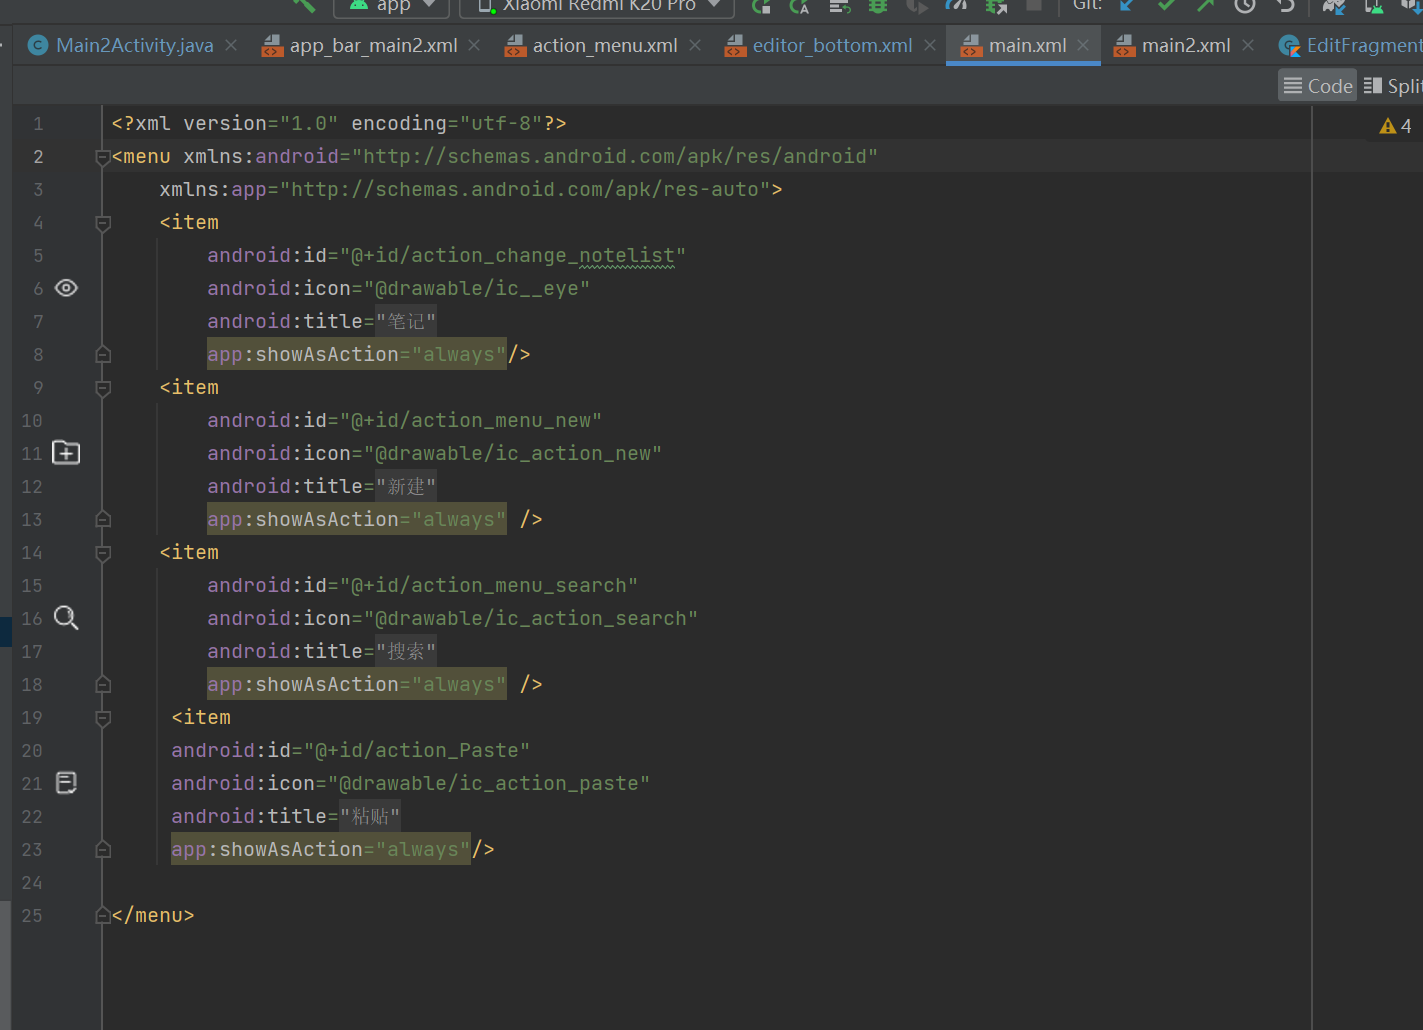 app Xiaomi Redmi K20 Pro Git:
Main2Activity.java app_bar_main2.xml action_menu.xml editor_bottom.xml main.xml main2.xml EditFragment
Code Split
1 <?xml version="1.0" encoding="utf-8"?> 4
2 <menu xmlns:android="http://schemas.android.com/apk/res/android"
3 xmlns:app="http://schemas.android.com/apk/res-auto">
4 <item
5 android:id="@+id/action_change_notelist"
6 android:icon="@drawable/ic__eye"
7 android:title="笔记"
8 app:showAsAction="always"/>
9 <item
10 android:id="@+id/action_menu_new"
11 android:icon="@drawable/ic_action_new"
12 android:title="新建"
13 app:showAsAction="always" />
14 <item
15 android:id="@+id/action_menu_search"
16 android:icon="@drawable/ic_action_search"
17 android:title="搜索"
18 app:showAsAction="always" />
19 <item
20 android:id="@+id/action_Paste"
21 android:icon="@drawable/ic_action_paste"
22 android:title="粘贴"
23 app:showAsAction="always"/>
24
25 </menu>